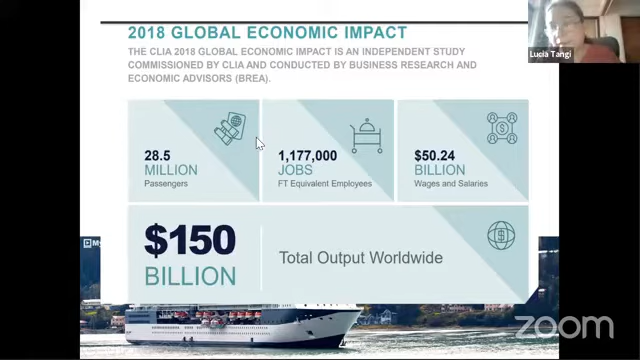 2018 GLOBAL ECONOMIC IMPACT
THE CLIA 2018 GLOBAL ECONOMIC IMPACT IS AN INDEPENDENT STUDY
COMMISSIONED BY CLIA AND CONDUCTED BY BUSINESS RESEARCH AND
ECONOMIC ADVISORS (BREA).
Lucia Tangi
28.5
MILLION
Passengers
1,177,000
JOBS
FT Equivalent Employees
$50.24
BILLION
Wages and Salaries
$150
BILLION
Total Output Worldwide
My
zoom